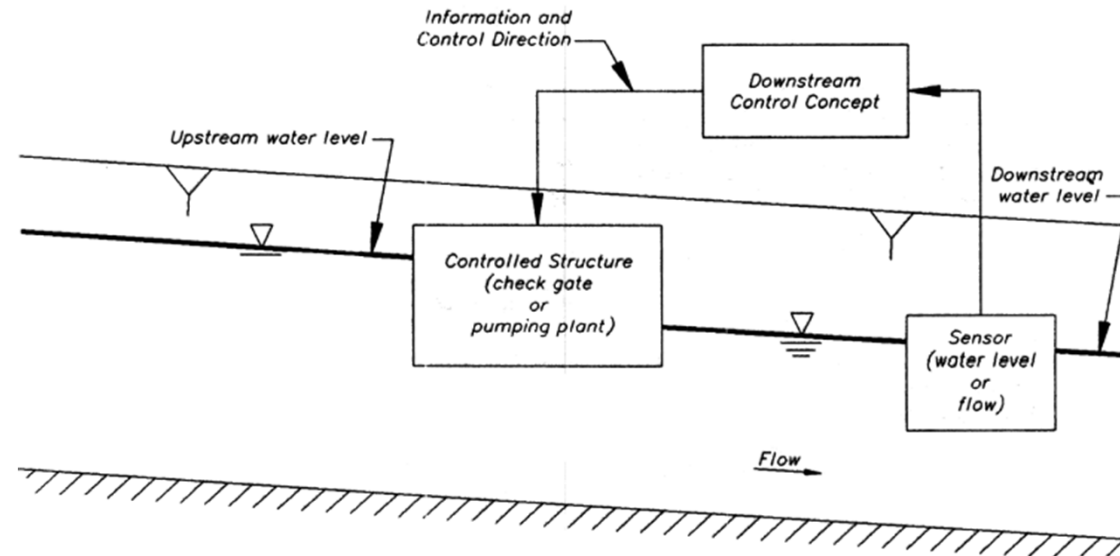 Information and
Control Direction
Downstream
Control Concept
Upstream water level
Downstream
water level
Controlled Structure
(check gate
or
pumping plant)
Sensor
(water level
or
flow)
Flow